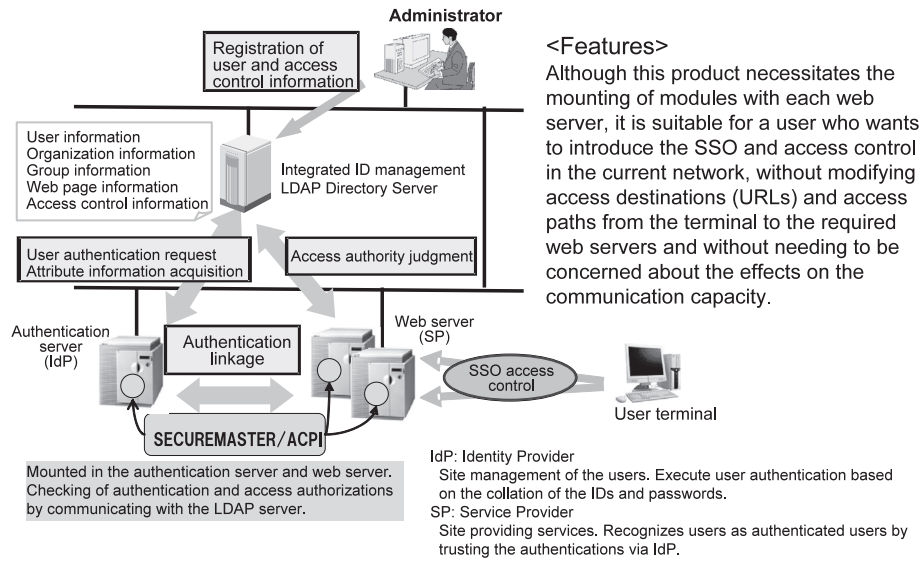 Administrator
Registration of
user and access
control information
<Features>
Although this product necessitates the
mounting of modules with each web
server, it is suitable for a user who wants
to introduce the SSO and access control
in the current network, without modifying
access destinations (URLs) and access
paths from the terminal to the required
web servers and without needing to be
concerned about the effects on the
communication capacity.
User information
Organization information
Group information
Web page information
Access control information
Integrated ID management
LDAP Directory Server
User authentication request
Attribute information acquisition
Access authority judgment
Authentication
server
(IdP)
Authentication
linkage
Web server
(SP)
SSO access
control
User terminal
SECUREMASTER/ACPI
Mounted in the authentication server and web server.
Checking of authentication and access authorizations
by communicating with the LDAP server.
IdP: Identity Provider
Site management of the users. Execute user authentication based
on the collation of the IDs and passwords.
SP: Service Provider
Site providing services. Recognizes users as authenticated users by
trusting the authentications via IdP.